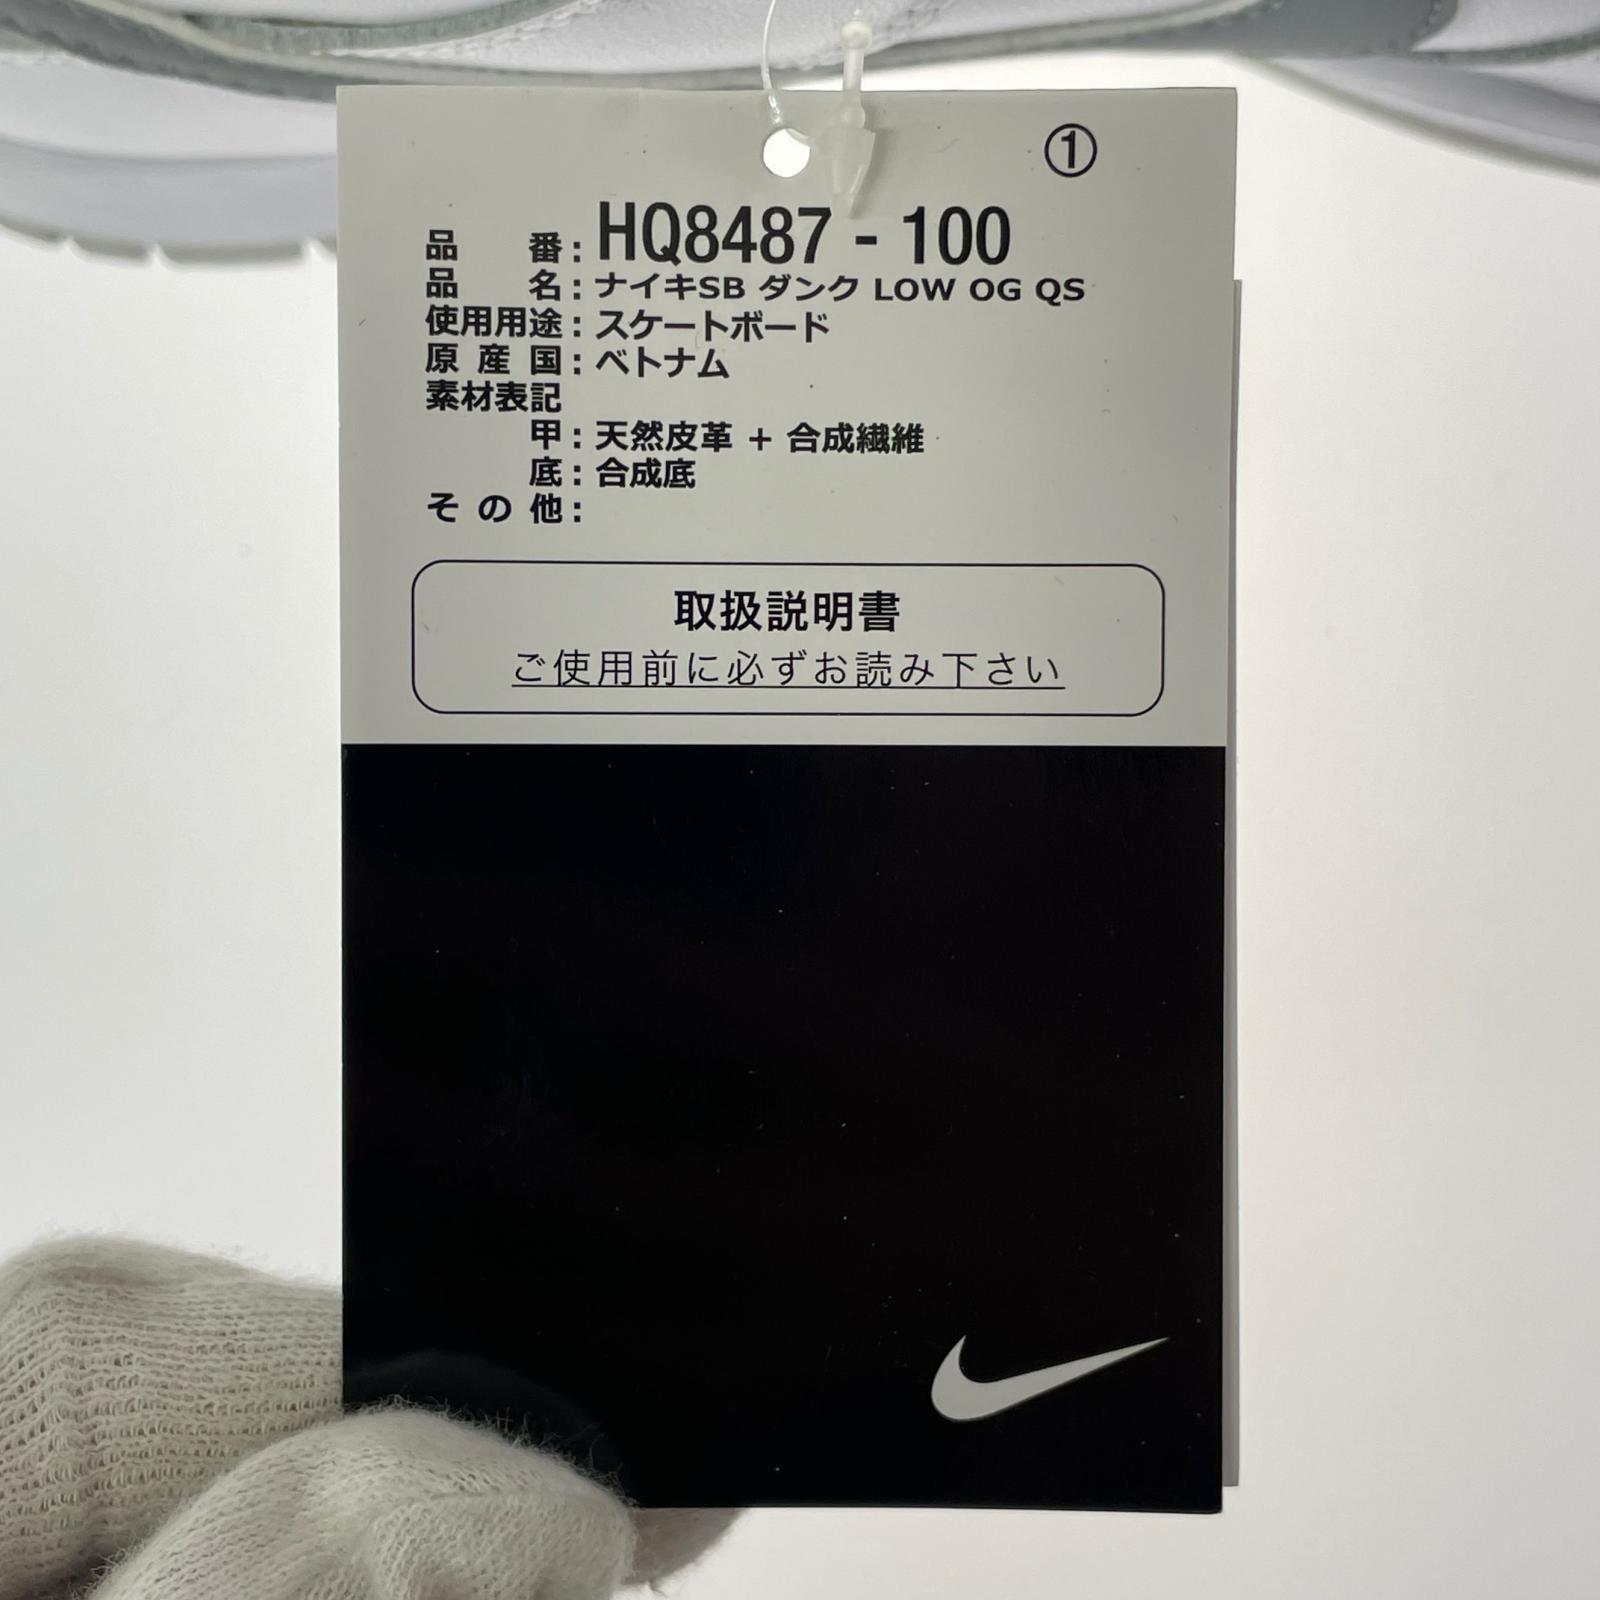 ①
品 番：HQ8487 - 100
品 名：ナイキSB ダンク LOW OG QS
使用用途：スケートボード
原 産 国：ベトナム
素材表記
甲：天然皮革 + 合成繊維
底：合成底
そ の 他：
取扱説明書
ご使用前に必ずお読み下さい